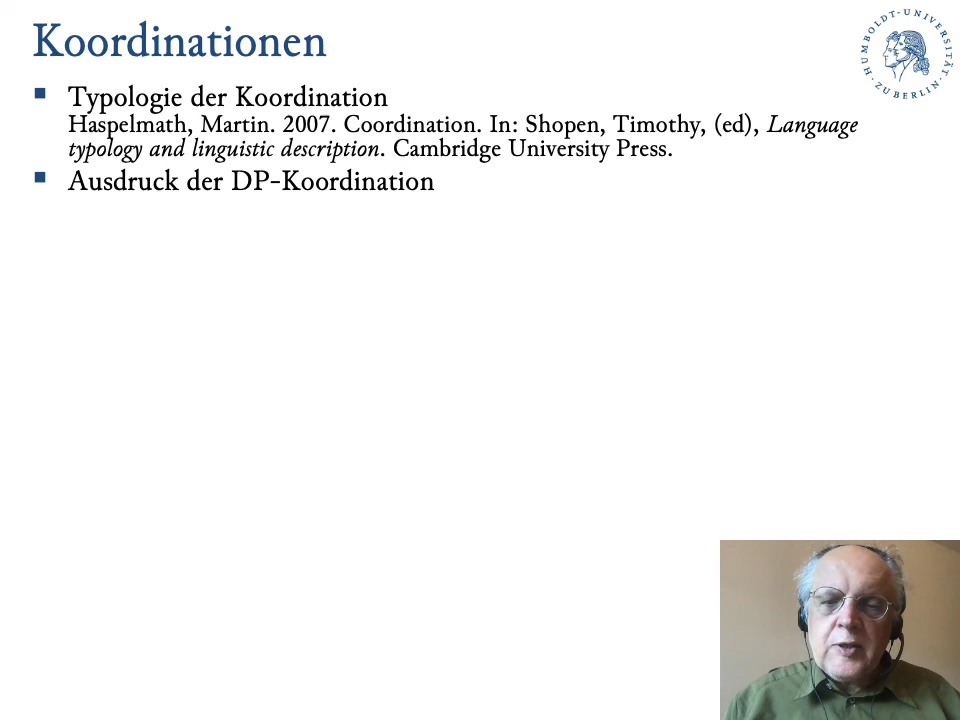 Koordinationen
Typologie der Koordination
Haspelmath, Martin. 2007. Coordination. In: Shopen, Timothy, (ed), Language
typology and linguistic description. Cambridge University Press.
Ausdruck der DP-Koordination
HUMBOLDT-UNIVERSITÄT · ZU BERLIN ·